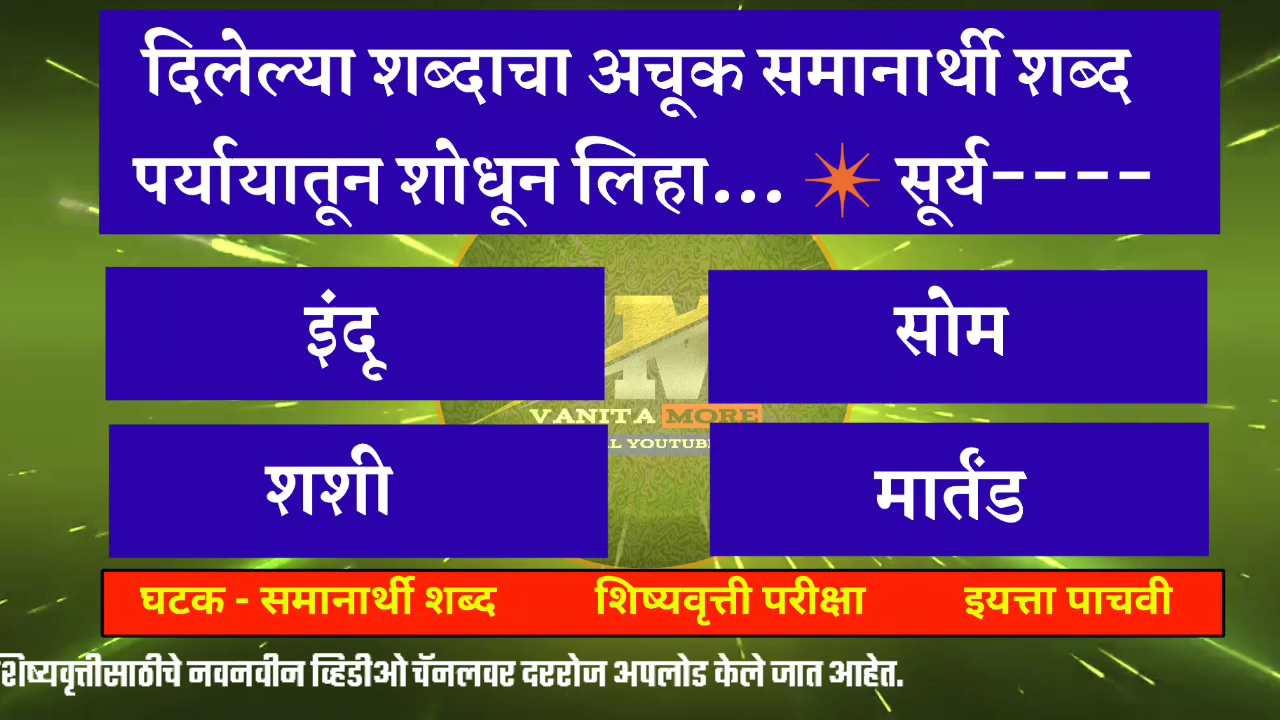 दिलेल्या शब्दाचा अचूक समानार्थी शब्द
पर्यायातून शोधून लिहा... सूर्य----
इंदू
सोम
M
VANITA MORE
L YOUTUB
शशी
मार्तंड
घटक - समानार्थी शब्द शिष्यवृत्ती परीक्षा इयत्ता पाचवी
शिष्यवृत्तीसाठीचे नवनवीन व्हिडीओ चॅनलवर दररोज अपलोड केले जात आहेत.